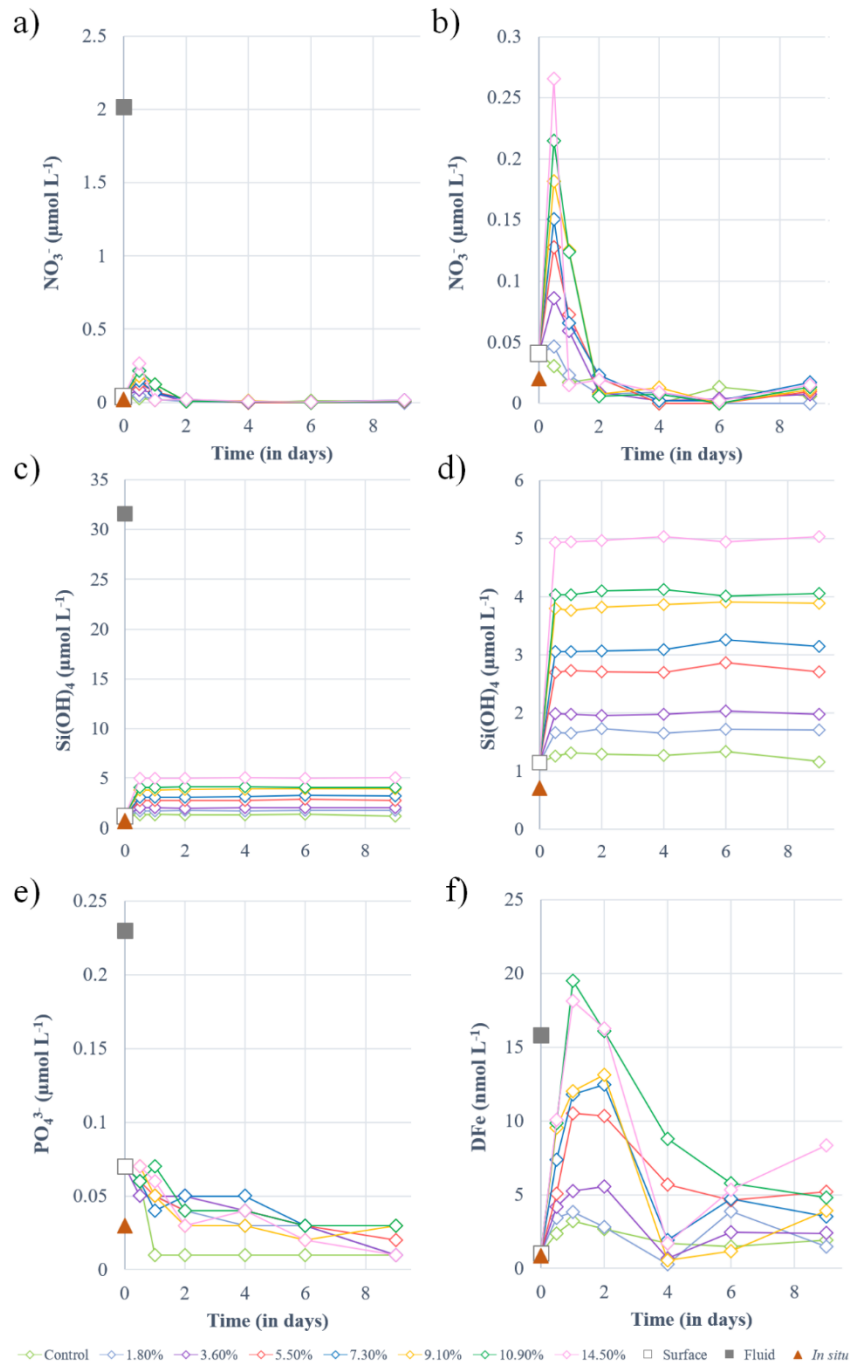 a)
b)
2.5
2
1.5
1
0.5
0
NO₃⁻ (µmol L⁻¹)
0 2 4 6 8
Time (in days)
0.3
0.25
0.2
0.15
0.1
0.05
0
NO₃⁻ (µmol L⁻¹)
0 2 4 6 8
Time (in days)
c)
d)
35
30
25
20
15
10
5
0
Si(OH)₄ (µmol L⁻¹)
0 2 4 6 8
6
5
4
3
2
1
0
Si(OH)₄ (µmol L⁻¹)
0 2 4 6 8
e)
f)
0.25
0.2
0.15
0.1
0.05
0
PO₄³⁻ (µmol L⁻¹)
0 2 4 6 8
Time (in days)
25
20
15
10
5
0
DFe (nmol L⁻¹)
0 2 4 6 8
Time (in days)
Control 1.80% 3.60% 5.50% 7.30% 9.10% 10.90% 14.50% Surface Fluid In situ